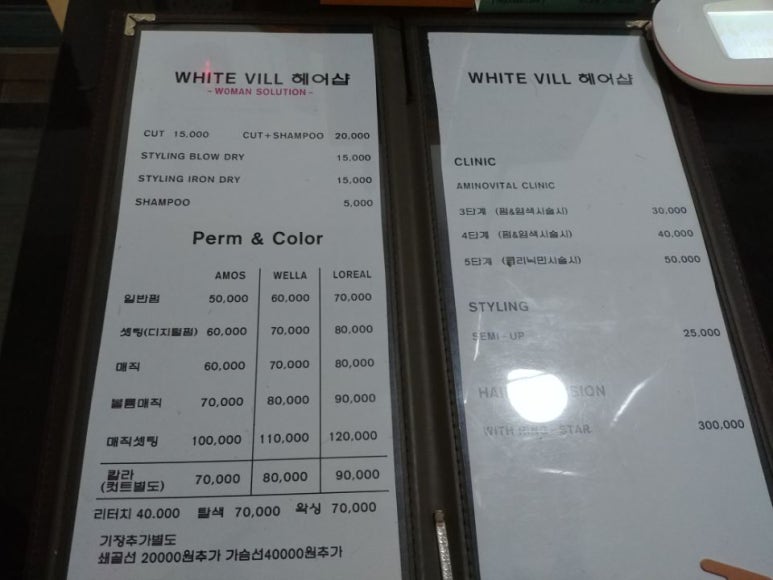 WHITE VILL 헤어샵
-WOMAN SOLUTION-
CUT 15,000 CUT+SHAMPOO 20,000
STYLING BLOW DRY 15,000
STYLING IRON DRY 15,000
SHAMPOO 5,000
Perm & Color
AMOS WELLA LOREAL
일반펌 50,000 60,000 70,000
셋팅(디지털펌) 60,000 70,000 80,000
매직 60,000 70,000 80,000
볼륨매직 70,000 80,000 90,000
매직셋팅 100,000 110,000 120,000
칼라
(컷트별도) 70,000 80,000 90,000
리터치 40.000 탈색 70,000 왁싱 70,000
기장추가별도
쇄골선 20000원추가 가슴선40000원추가
WHITE VILL 헤어샵
CLINIC
AMINOVITAL CLINIC
3단계 (펌&염색시술시) 30,000
4단계 (펌&염색시술시) 40,000
5단계 (클리닉민시술시) 50.000
STYLING
SEMI-UP 25,000
WITH STAR 300,000